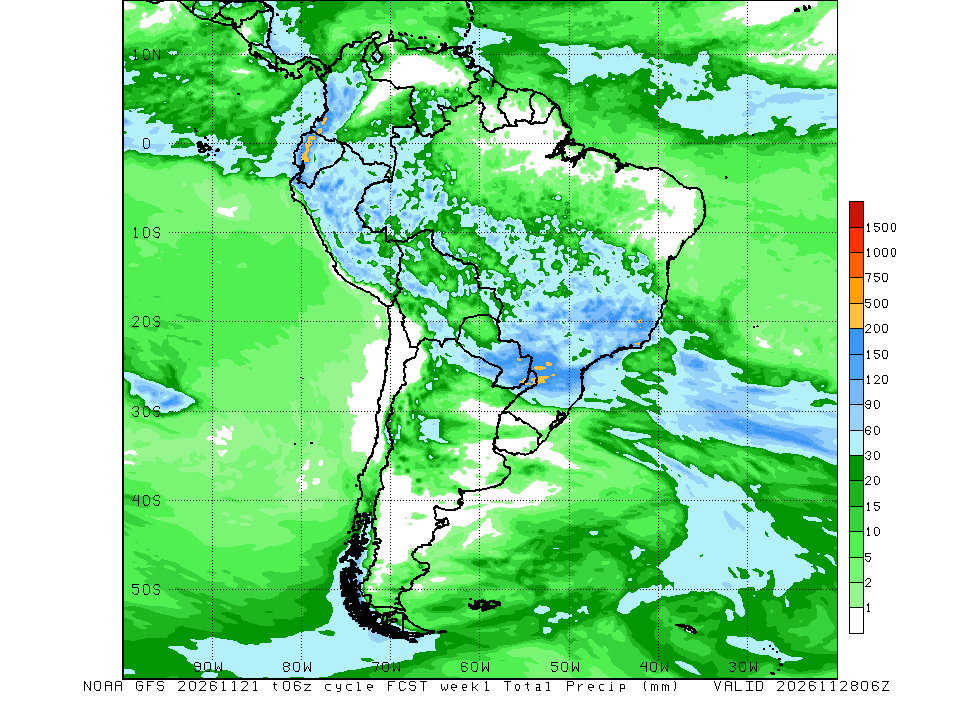 10N
0
10S
20S
30S
40S
50S
90W 80W 70W 60W 50W 40W 30W
1500
1000
750
500
200
150
120
90
60
30
20
15
10
5
2
1
NOAA GFS 20261121 t06z cycle FCST week1 Total Precip (mm) VALID 2026112806Z